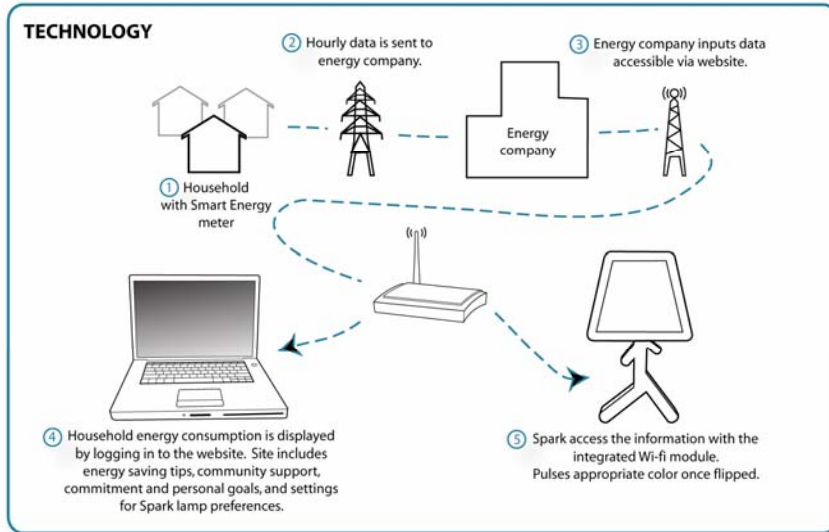 TECHNOLOGY
2 Hourly data is sent to
energy company.
3 Energy company inputs data
accessible via website.
Energy
company
1 Household
with Smart Energy
meter
4 Household energy consumption is displayed
by logging in to the website. Site includes
energy saving tips, community support,
commitment and personal goals, and settings
for Spark lamp preferences.
5 Spark access the information with the
integrated Wi-fi module.
Pulses appropriate color once flipped.